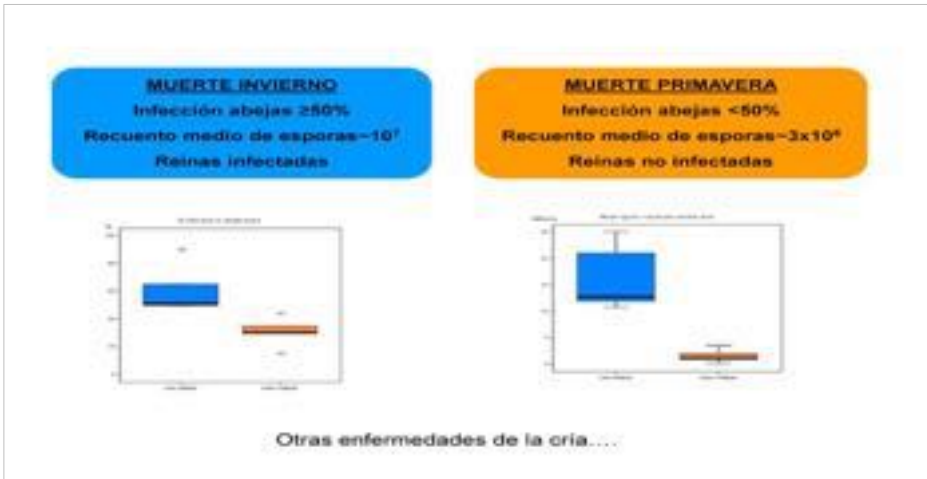 MUERTE INVIERNO
Infección abejas ≥50%
Recuento medio de esporas~10⁷
Reinas infectadas
MUERTE PRIMAVERA
Infección abejas <50%
Recuento medio de esporas~3x10⁶
Reinas no infectadas
Otras enfermedades de la cría....